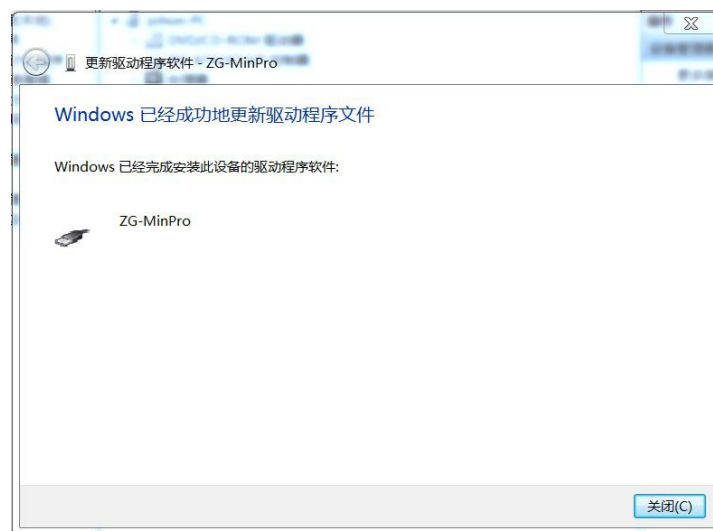 更新驱动程序软件 - ZG-MinPro
Windows 已经成功地更新驱动程序文件
Windows 已经完成安装此设备的驱动程序软件:
ZG-MinPro
关闭(C)